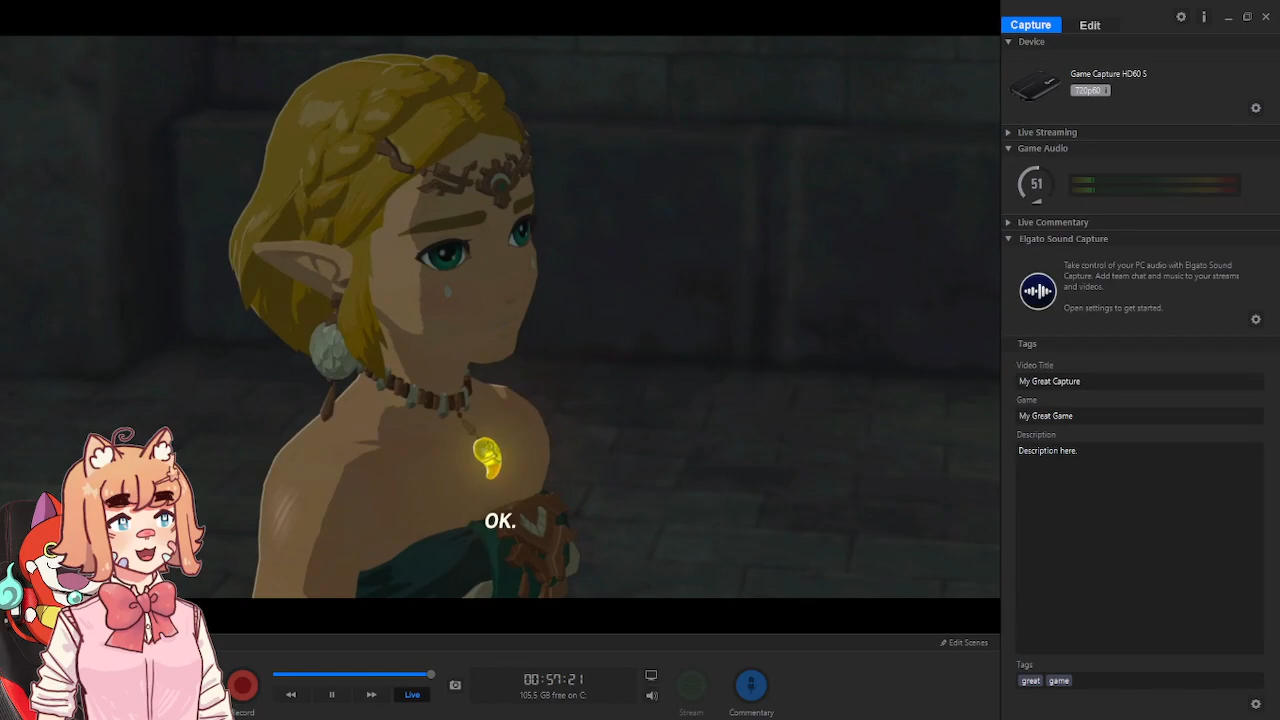 Capture
Edit
Device
Game Capture HD60 S
720p60
Live Streaming
Game Audio
51
Live Commentary
Elgato Sound Capture
Take control of your PC audio with Elgato Sound
Capture. Add team chat and music to your streams
and videos.
Open settings to get started.
Tags
Video Title
My Great Capture
Game
My Great Game
Description
Description here.
OK.
Edit Scenes
00:57:21
105.5 GB free on C:
Live
Record
Stream
Commentary
Tags
great
game